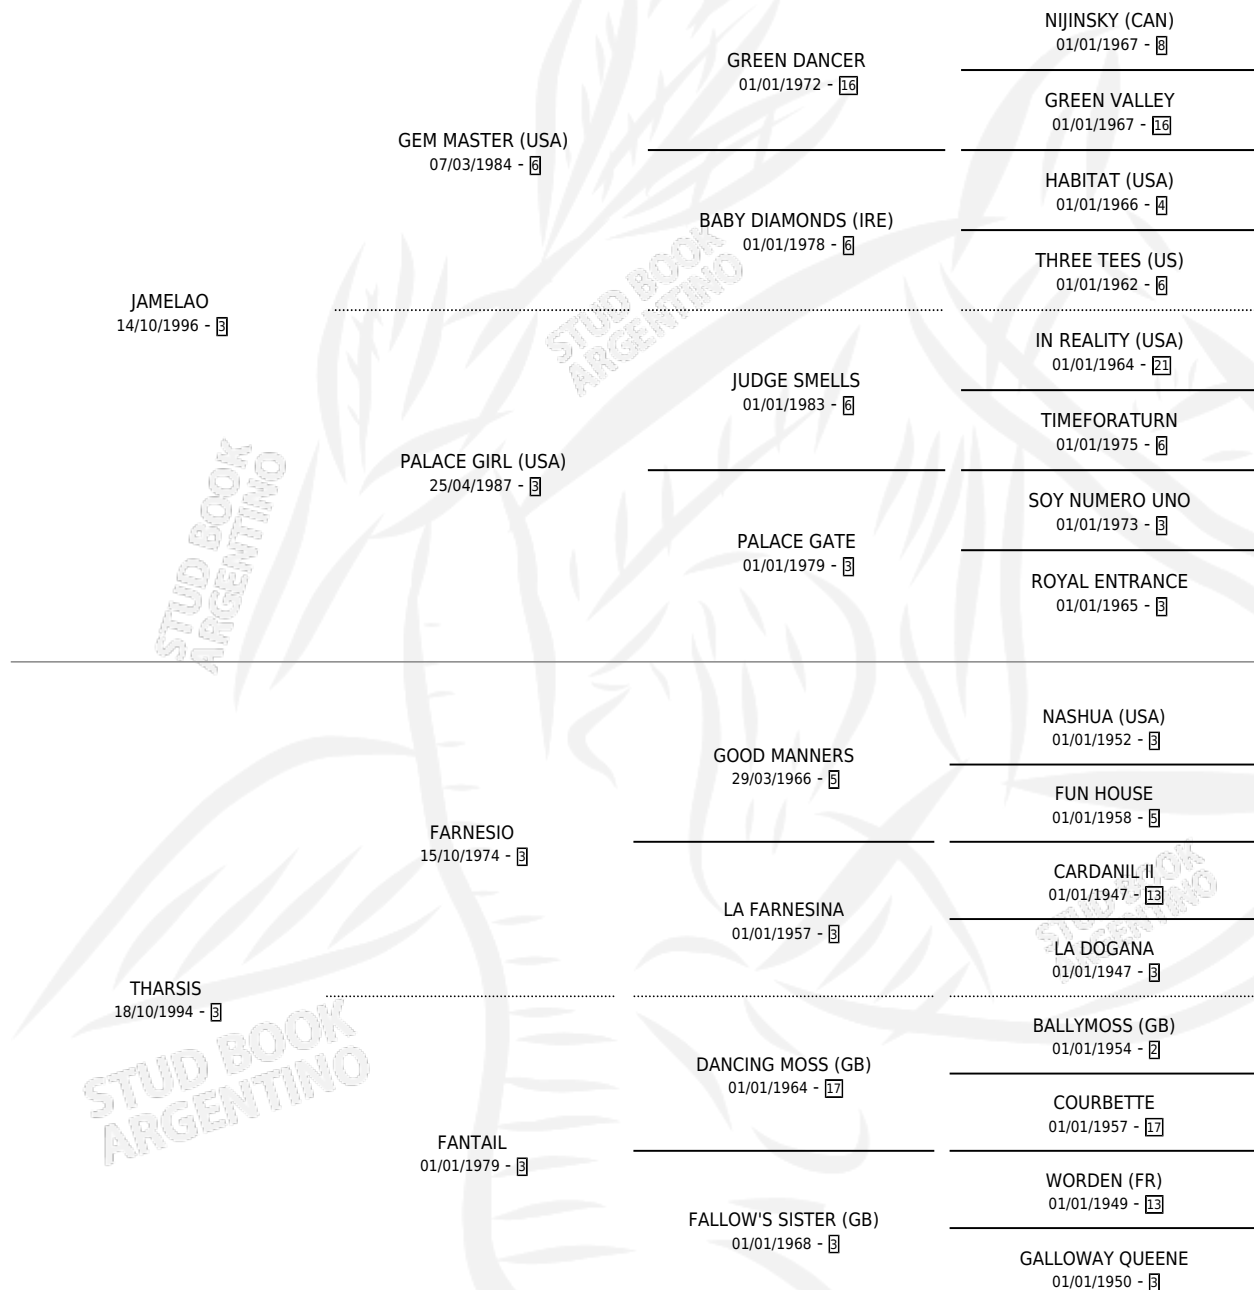 NIJINSKY (CAN)
01/01/1967 - 8
GREEN DANCER
01/01/1972 - 16
GREEN VALLEY
01/01/1967 - 16
GEM MASTER (USA)
07/03/1984 - 6
HABITAT (USA)
01/01/1966 - 4
BABY DIAMONDS (IRE)
01/01/1978 - 6
THREE TEES (US)
01/01/1962 - 6
JAMELAO
14/10/1996 - 3
IN REALITY (USA)
01/01/1964 - 21
JUDGE SMELLS
01/01/1983 - 6
TIMEFORATURN
01/01/1975 - 6
PALACE GIRL (USA)
25/04/1987 - 3
SOY NUMERO UNO
01/01/1973 - 3
PALACE GATE
01/01/1979 - 3
ROYAL ENTRANCE
01/01/1965 - 3
NASHUA (USA)
01/01/1952 - 3
GOOD MANNERS
29/03/1966 - 5
FUN HOUSE
01/01/1958 - 5
FARNESIO
15/10/1974 - 3
CARDANIL II
01/01/1947 - 13
LA FARNESINA
01/01/1957 - 3
LA DOGANA
01/01/1947 - 3
THARSIS
18/10/1994 - 3
BALLYMOSS (GB)
01/01/1954 - 2
DANCING MOSS (GB)
01/01/1964 - 17
COURBETTE
01/01/1957 - 17
FANTAIL
01/01/1979 - 3
WORDEN (FR)
01/01/1949 - 13
FALLOW'S SISTER (GB)
01/01/1968 - 3
GALLOWAY QUEENE
01/01/1950 - 3
STUD BOOK
ARGENTINO
STUD BOOK
ARGENTINO
STUD BOOK
ARGENTINO
STUD BOOK
ARGENTINO